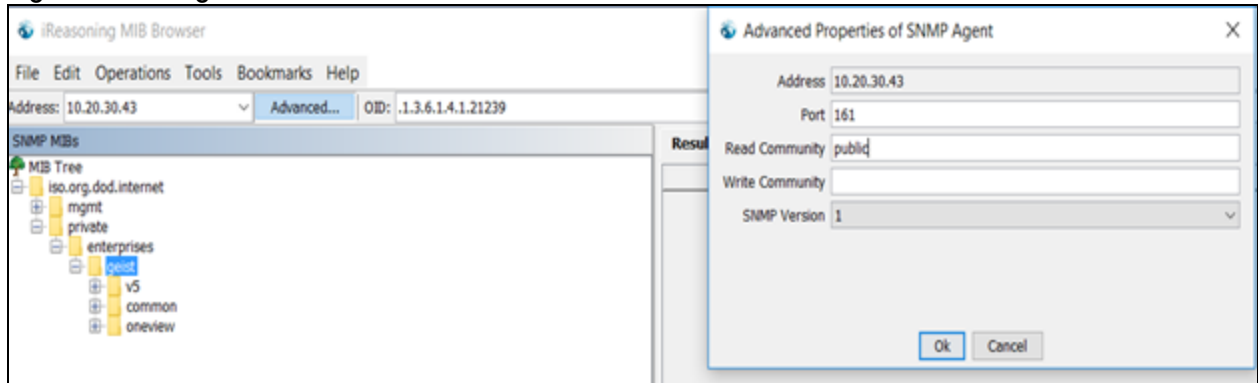 iReasoning MIB Browser
File Edit Operations Tools Bookmarks Help
Address: 10.20.30.43 Advanced... OID: .1.3.6.1.4.1.21239
SNMP MIBs
MIB Tree
iso.org.dod.internet
mgmt
private
enterprises
geist
v5
common
oneview
Resul
Advanced Properties of SNMP Agent
Address 10.20.30.43
Port 161
Read Community public
Write Community
SNMP Version 1
Ok Cancel